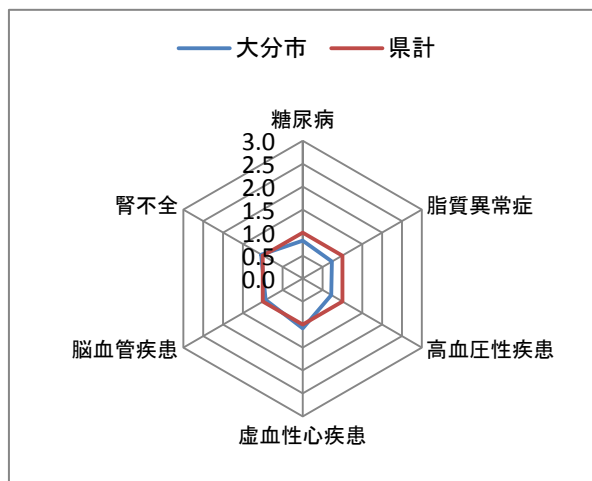 大分市 県計
糖尿病
3.0
2.5
2.0
1.5
1.0
0.5
0.0
脂質異常症
高血圧性疾患
虚血性心疾患
脳血管疾患
腎不全